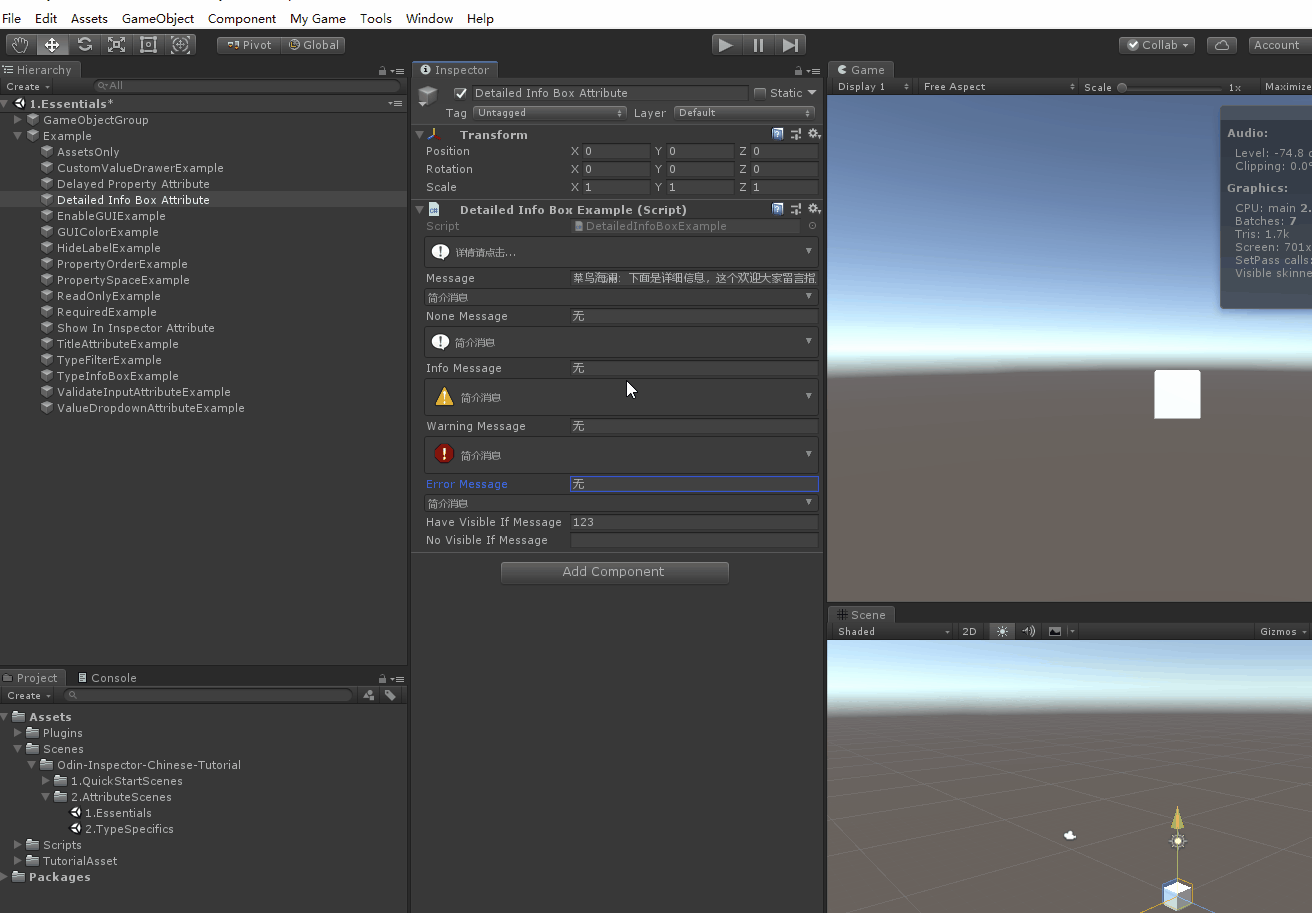 File Edit Assets GameObject Component My Game Tools Window Help
Pivot Global Collab Account
Hierarchy
Create All
1.Essentials*
GameObjectGroup
Example
AssetsOnly
CustomValueDrawerExample
Delayed Property Attribute
Detailed Info Box Attribute
EnableGUIExample
GUIColorExample
HideLabelExample
PropertyOrderExample
PropertySpaceExample
ReadOnlyExample
RequiredExample
Show In Inspector Attribute
TitleAttributeExample
TypeFilterExample
TypeInfoBoxExample
ValidateInputAttributeExample
ValueDropdownAttributeExample
Project Console
Create
Assets
Plugins
Scenes
Odin-Inspector-Chinese-Tutorial
1.QuickStartScenes
2.AttributeScenes
1.Essentials
2.TypeSpecifics
Scripts
TutorialAsset
Packages
Inspector
Detailed Info Box Attribute Static
Tag Untagged Layer Default
Transform
Position X 0 Y 0 Z 0
Rotation X 0 Y 0 Z 0
Scale X 1 Y 1 Z 1
Detailed Info Box Example (Script)
Script DetailedInfoBoxExample
详情请点击...
Message 菜鸟海澜：下面是详细信息，这个欢迎大家留言指
简介消息
None Message 无
简介消息
Info Message 无
简介消息
Warning Message 无
简介消息
Error Message 无
简介消息
Have Visible If Message 123
No Visible If Message
Add Component
Game
Display 1 Free Aspect Scale 1x Maximize
Audio:
Level: -74.8
Clipping: 0.0%
Graphics:
CPU: main 2.
Batches: 7
Tris: 1.7k
Screen: 701x
SetPass calls:
Visible skinne
Scene
Shaded 2D Gizmos